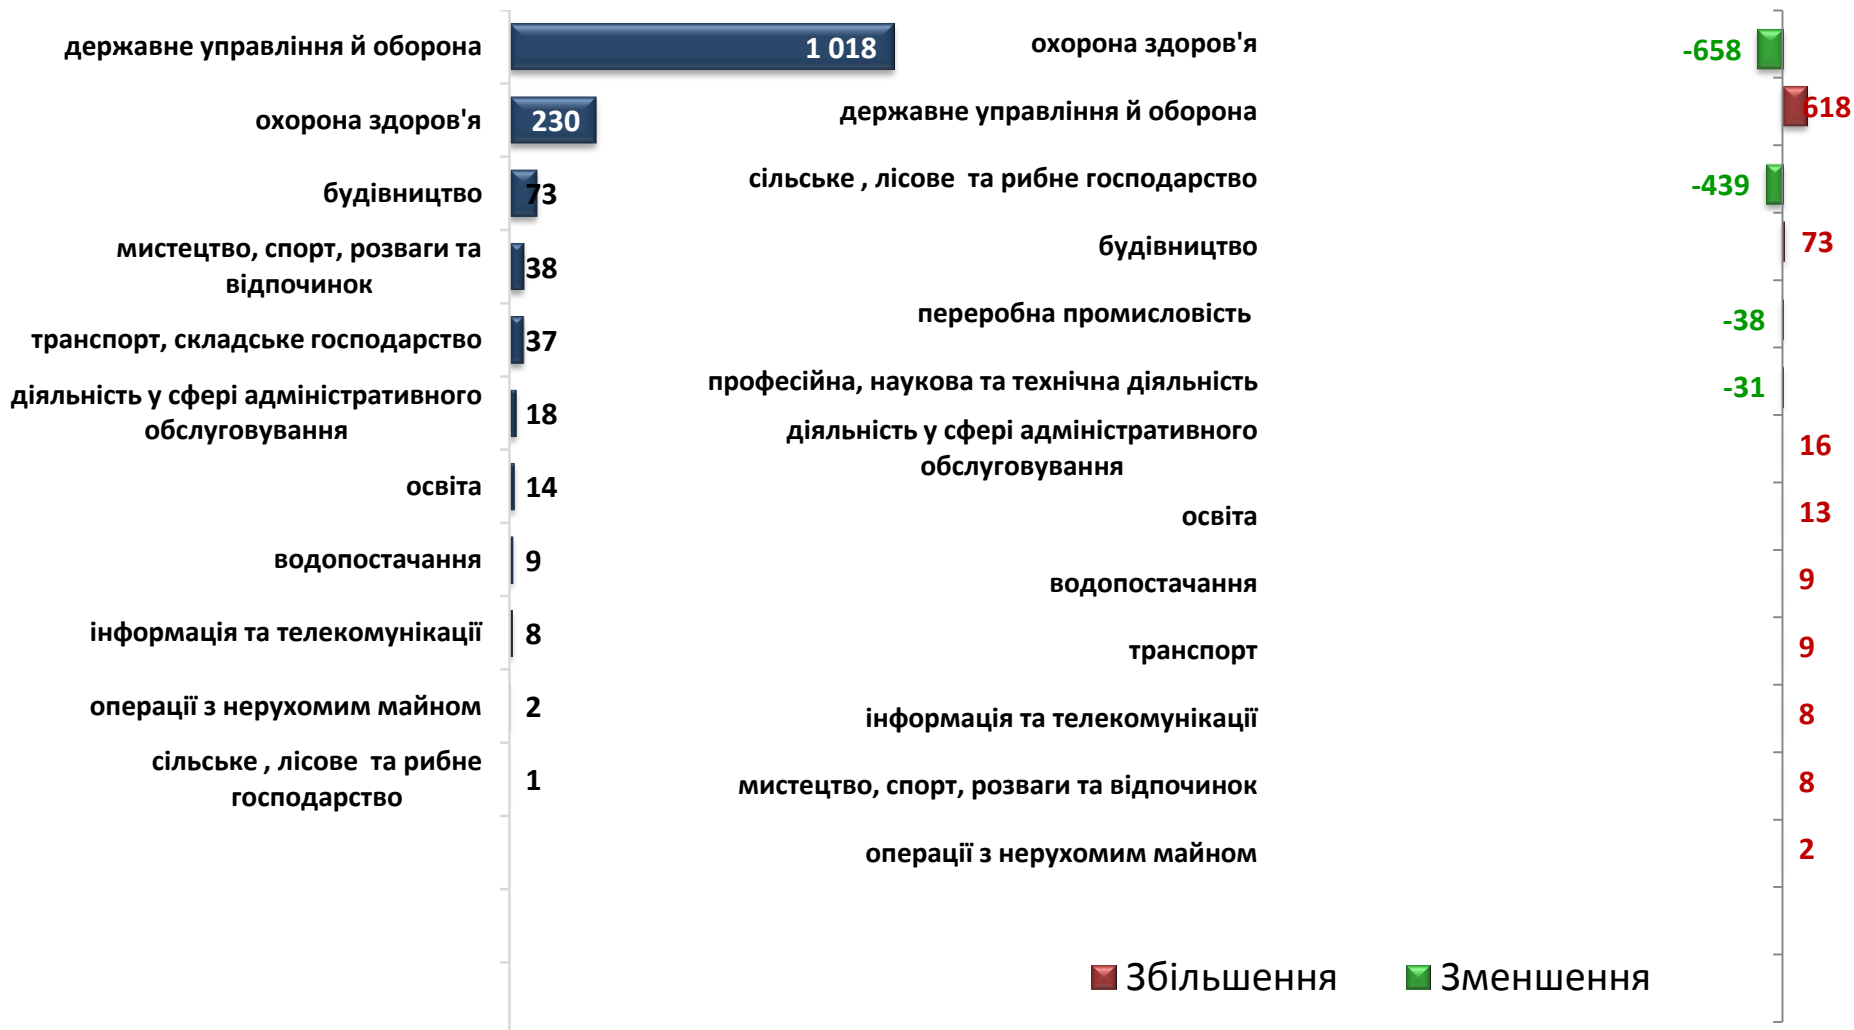 державне управління й оборона
1 018
охорона здоров'я
230
будівництво
73
мистецтво, спорт, розваги та
відпочинок
38
транспорт, складське господарство
37
діяльність у сфері адміністративного
обслуговування
18
освіта
14
водопостачання
9
інформація та телекомунікації
8
операції з нерухомим майном
2
сільське , лісове  та рибне
господарство
1
охорона здоров'я
-658
державне управління й оборона
618
сільське , лісове  та рибне господарство
-439
будівництво
73
переробна промисловість
-38
професійна, наукова та технічна діяльність
-31
діяльність у сфері адміністративного
обслуговування
16
освіта
13
водопостачання
9
транспорт
9
інформація та телекомунікації
8
мистецтво, спорт, розваги та відпочинок
8
операції з нерухомим майном
2
Збільшення
Зменшення